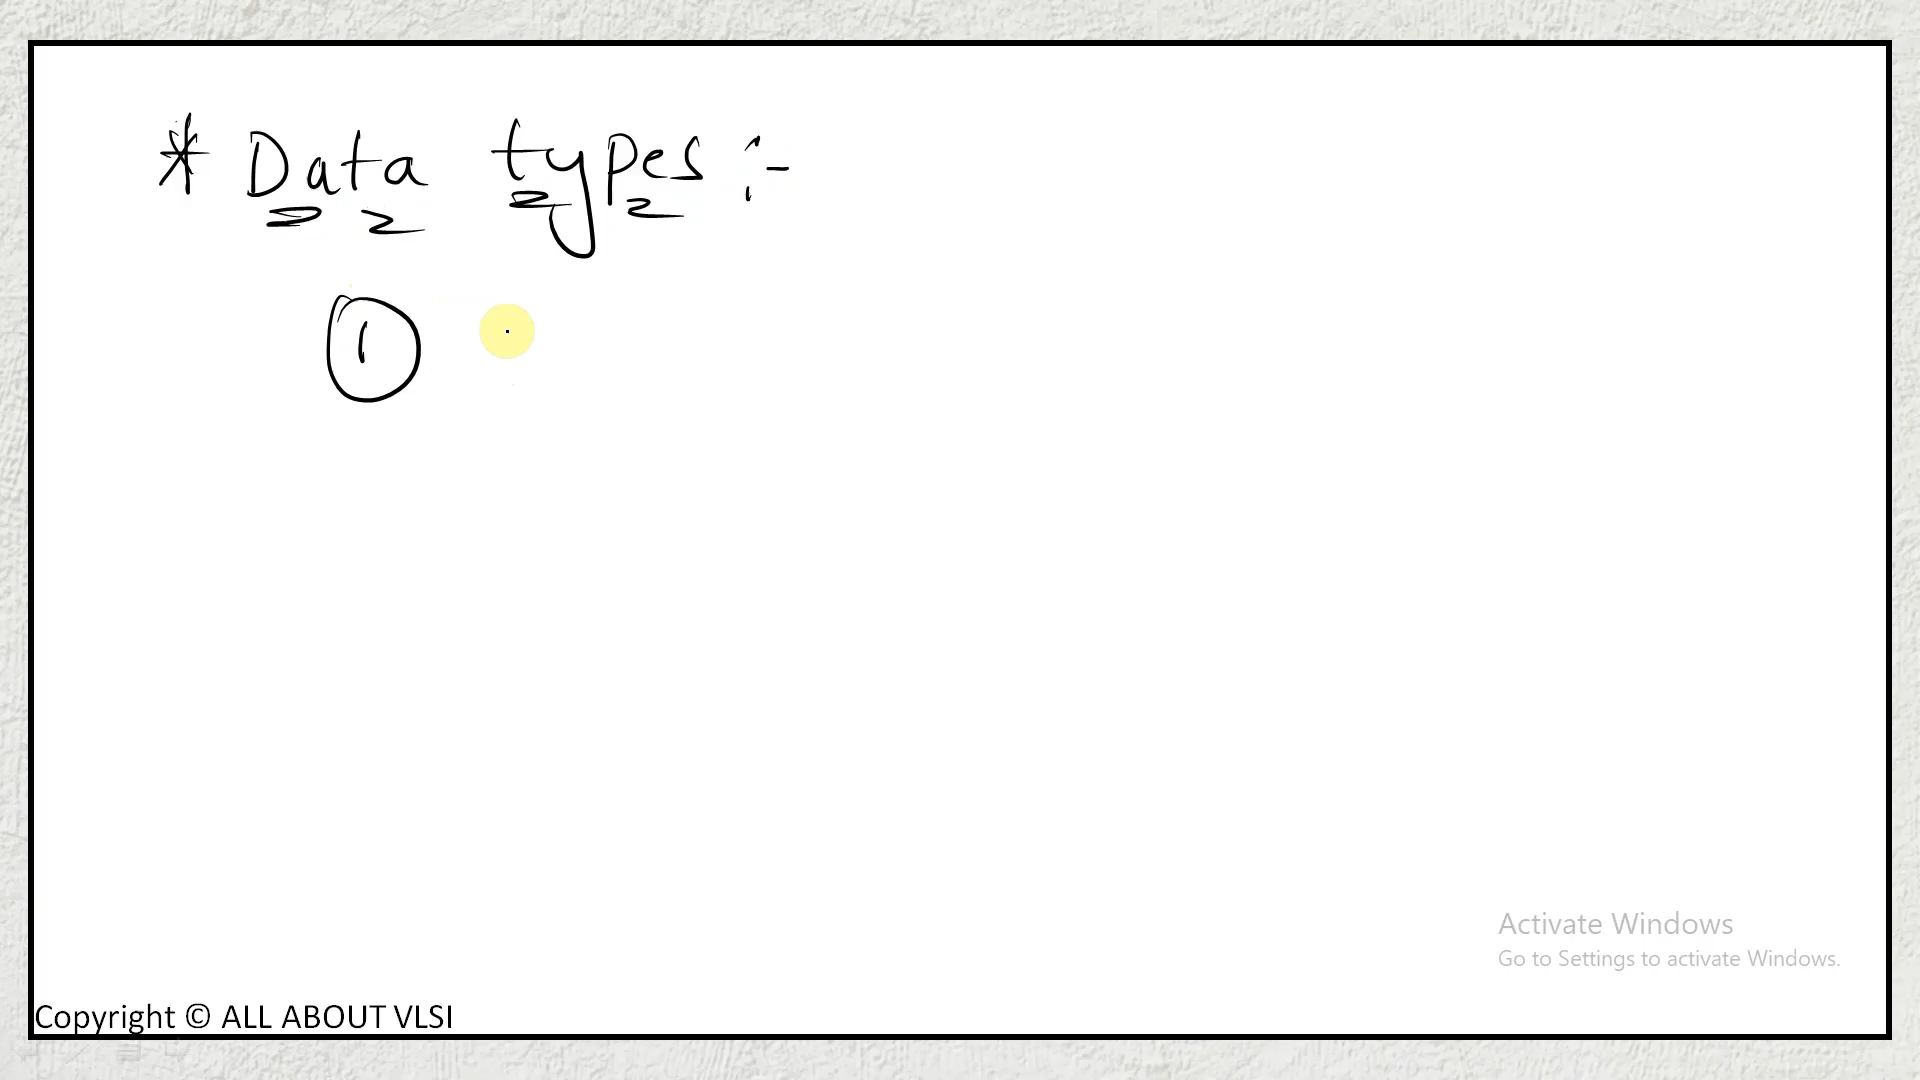 * Data types :-
1
Activate Windows
Go to Settings to activate Windows.
Copyright © ALL ABOUT VLSI